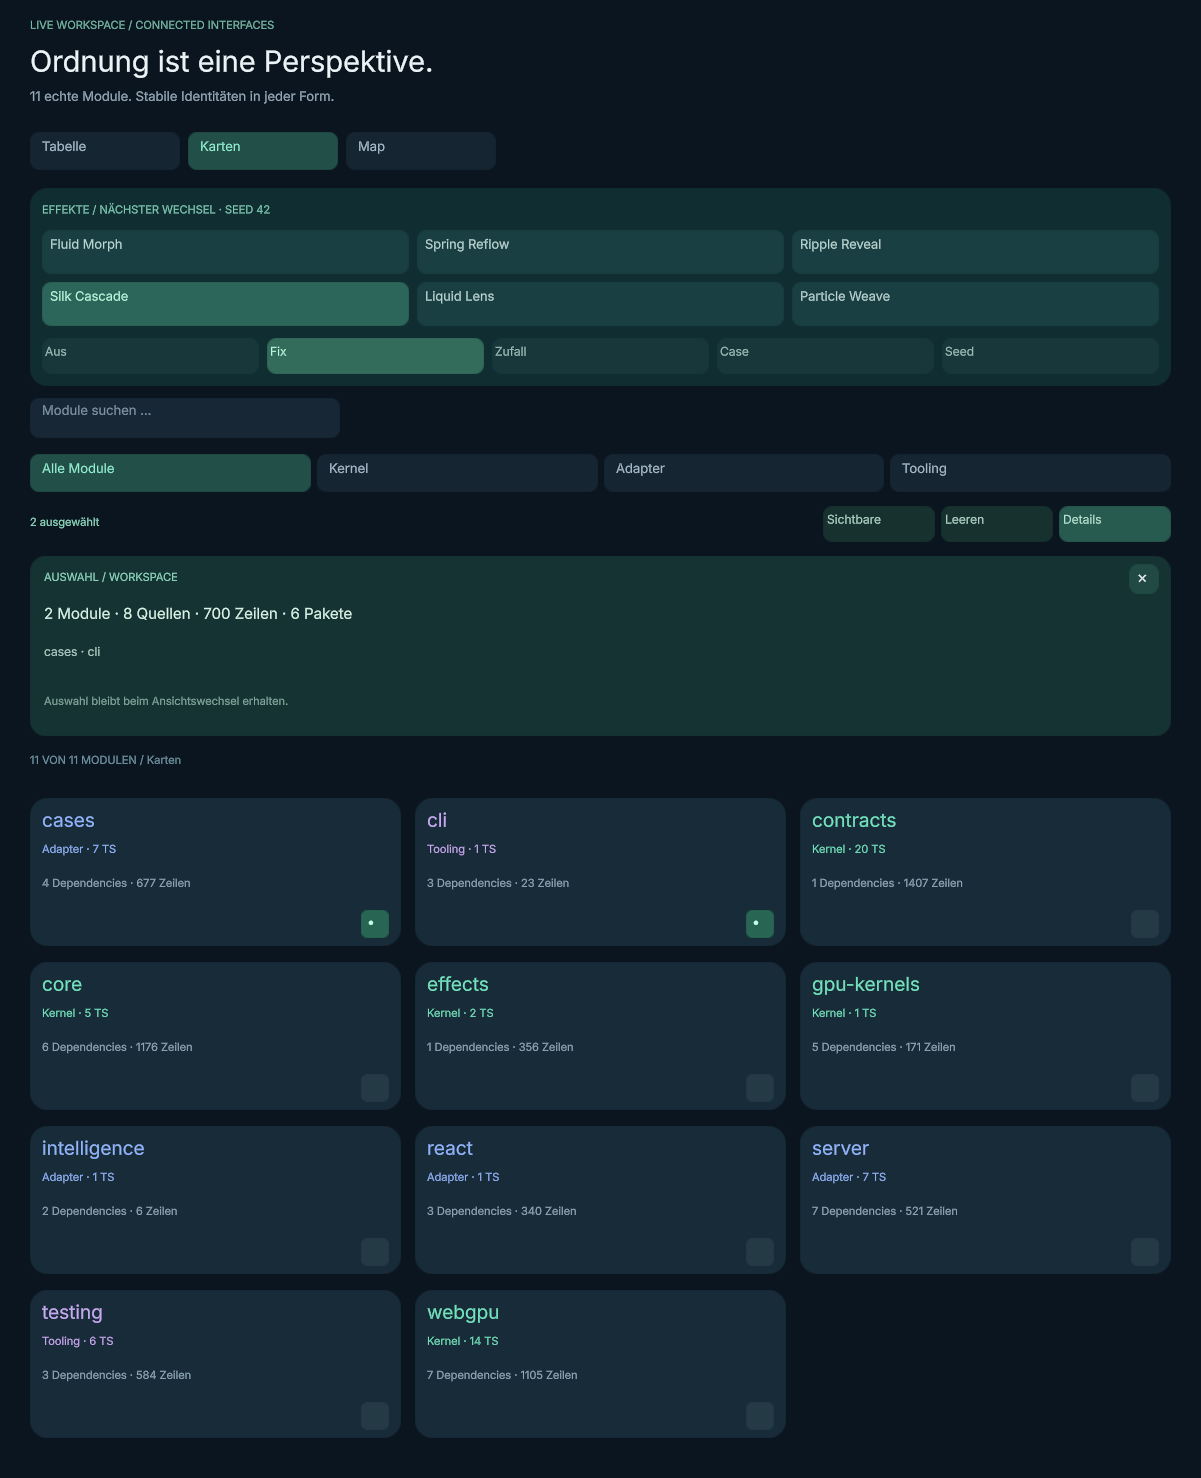 LIVE WORKSPACE / CONNECTED INTERFACES
Ordnung ist eine Perspektive.
11 echte Module. Stabile Identitäten in jeder Form.
Tabelle
Karten
Map
EFFEKTE / NÄCHSTER WECHSEL · SEED 42
Fluid Morph
Spring Reflow
Ripple Reveal
Silk Cascade
Liquid Lens
Particle Weave
Aus
Fix
Zufall
Case
Seed
Module suchen ...
Alle Module
Kernel
Adapter
Tooling
2 ausgewählt
Sichtbare
Leeren
Details
AUSWAHL / WORKSPACE
×
2 Module · 8 Quellen · 700 Zeilen · 6 Pakete
cases · cli
Auswahl bleibt beim Ansichtswechsel erhalten.
11 VON 11 MODULEN / Karten
cases
Adapter · 7 TS
4 Dependencies · 677 Zeilen
cli
Tooling · 1 TS
3 Dependencies · 23 Zeilen
contracts
Kernel · 20 TS
1 Dependencies · 1407 Zeilen
core
Kernel · 5 TS
6 Dependencies · 1176 Zeilen
effects
Kernel · 2 TS
1 Dependencies · 356 Zeilen
gpu-kernels
Kernel · 1 TS
5 Dependencies · 171 Zeilen
intelligence
Adapter · 1 TS
2 Dependencies · 6 Zeilen
react
Adapter · 1 TS
3 Dependencies · 340 Zeilen
server
Adapter · 7 TS
7 Dependencies · 521 Zeilen
testing
Tooling · 6 TS
3 Dependencies · 584 Zeilen
webgpu
Kernel · 14 TS
7 Dependencies · 1105 Zeilen